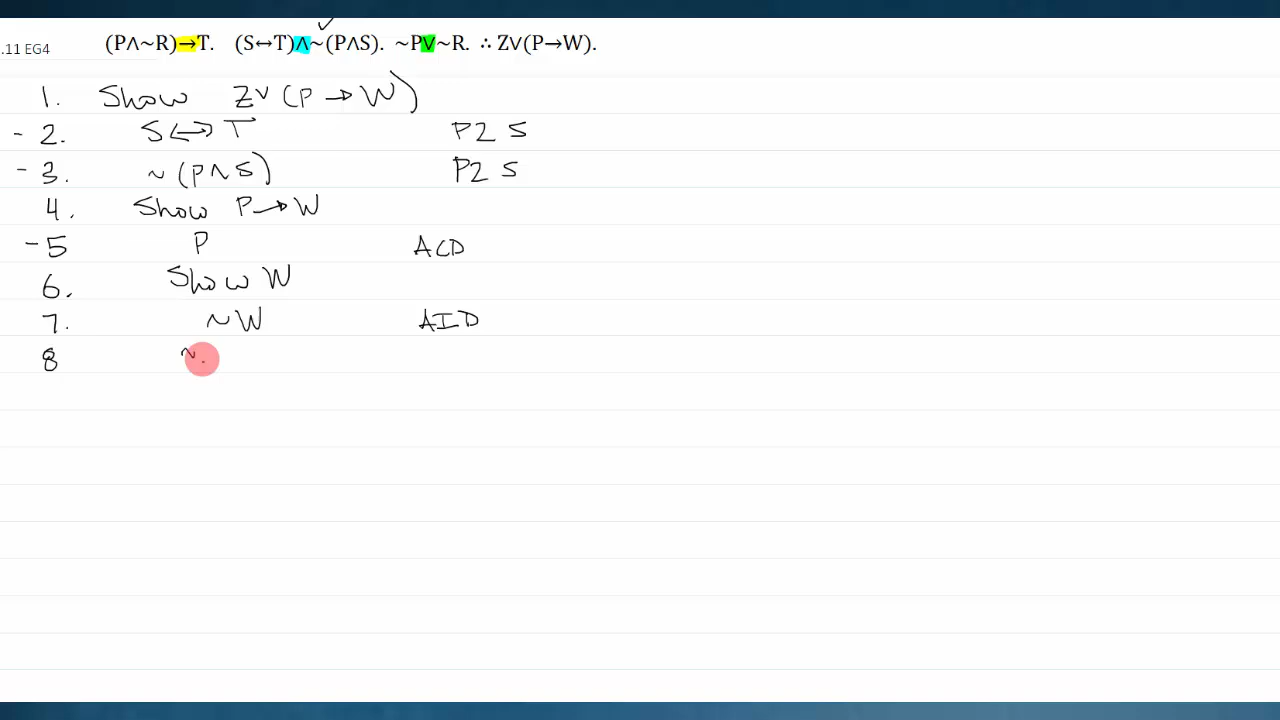 .11 EG4 (P∧~R)→T. (S↔T)∧~(P∧S). ~P∨~R. ∴ Z∨(P→W).
1. Show Z∨(P→W)
- 2. S↔T P2 S
- 3. ~(P∧S) P2 S
4. Show P→W
- 5 P ACD
6. Show W
7. ~W AID
8 ~